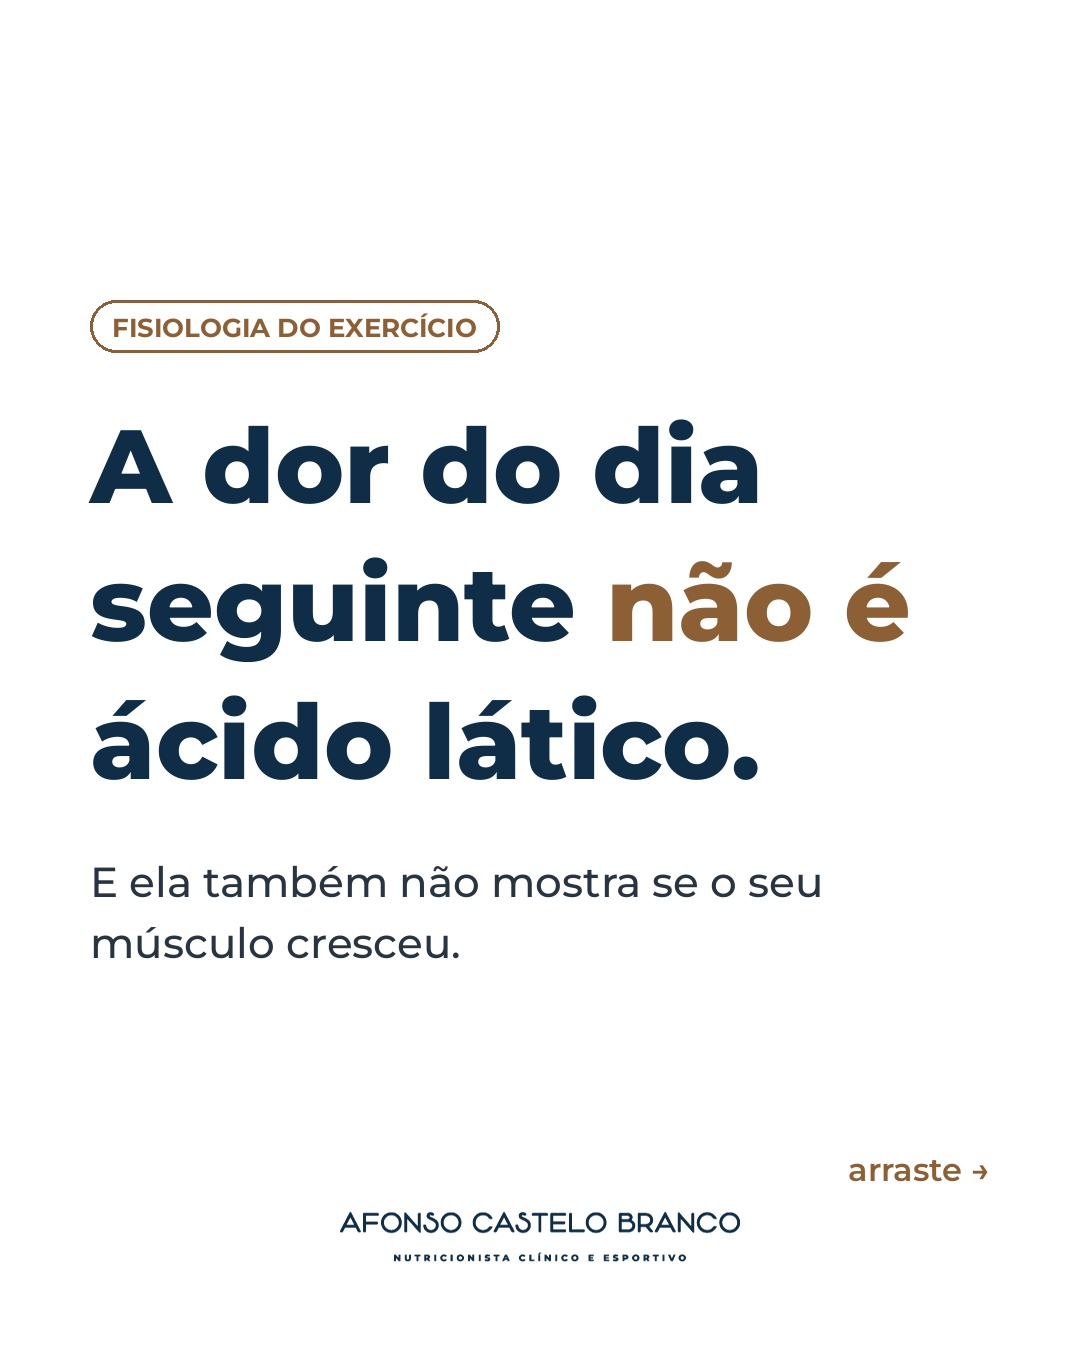 FISIOLOGIA DO EXERCÍCIO
A dor do dia
seguinte não é
ácido lático.
E ela também não mostra se o seu
músculo cresceu.
arraste →
AFONSO CASTELO BRANCO
NUTRICIONISTA CLÍNICO E ESPORTIVO